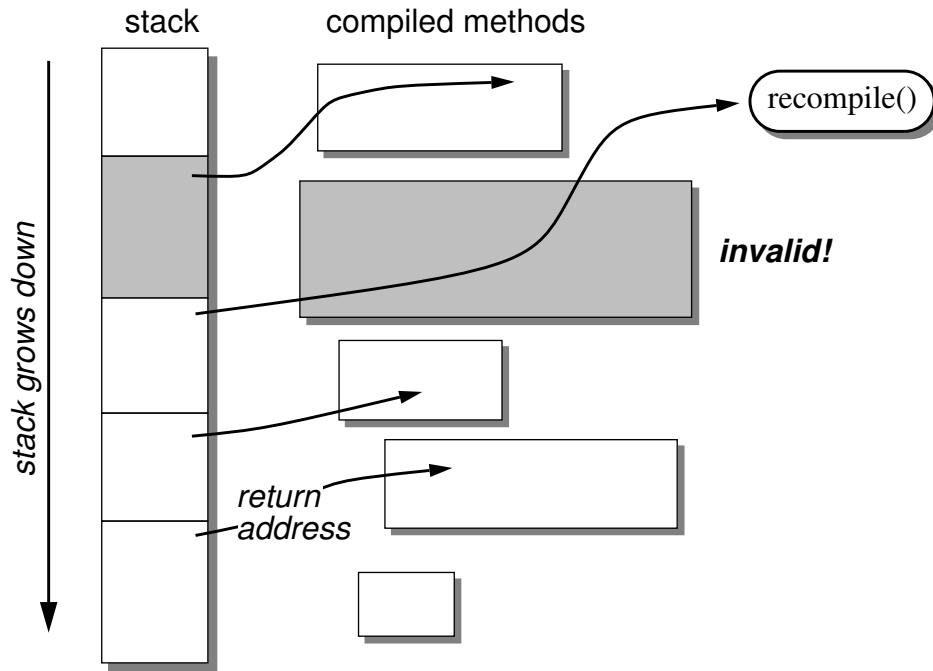 stack
compiled methods
recompile()
stack grows down
invalid!
return
address